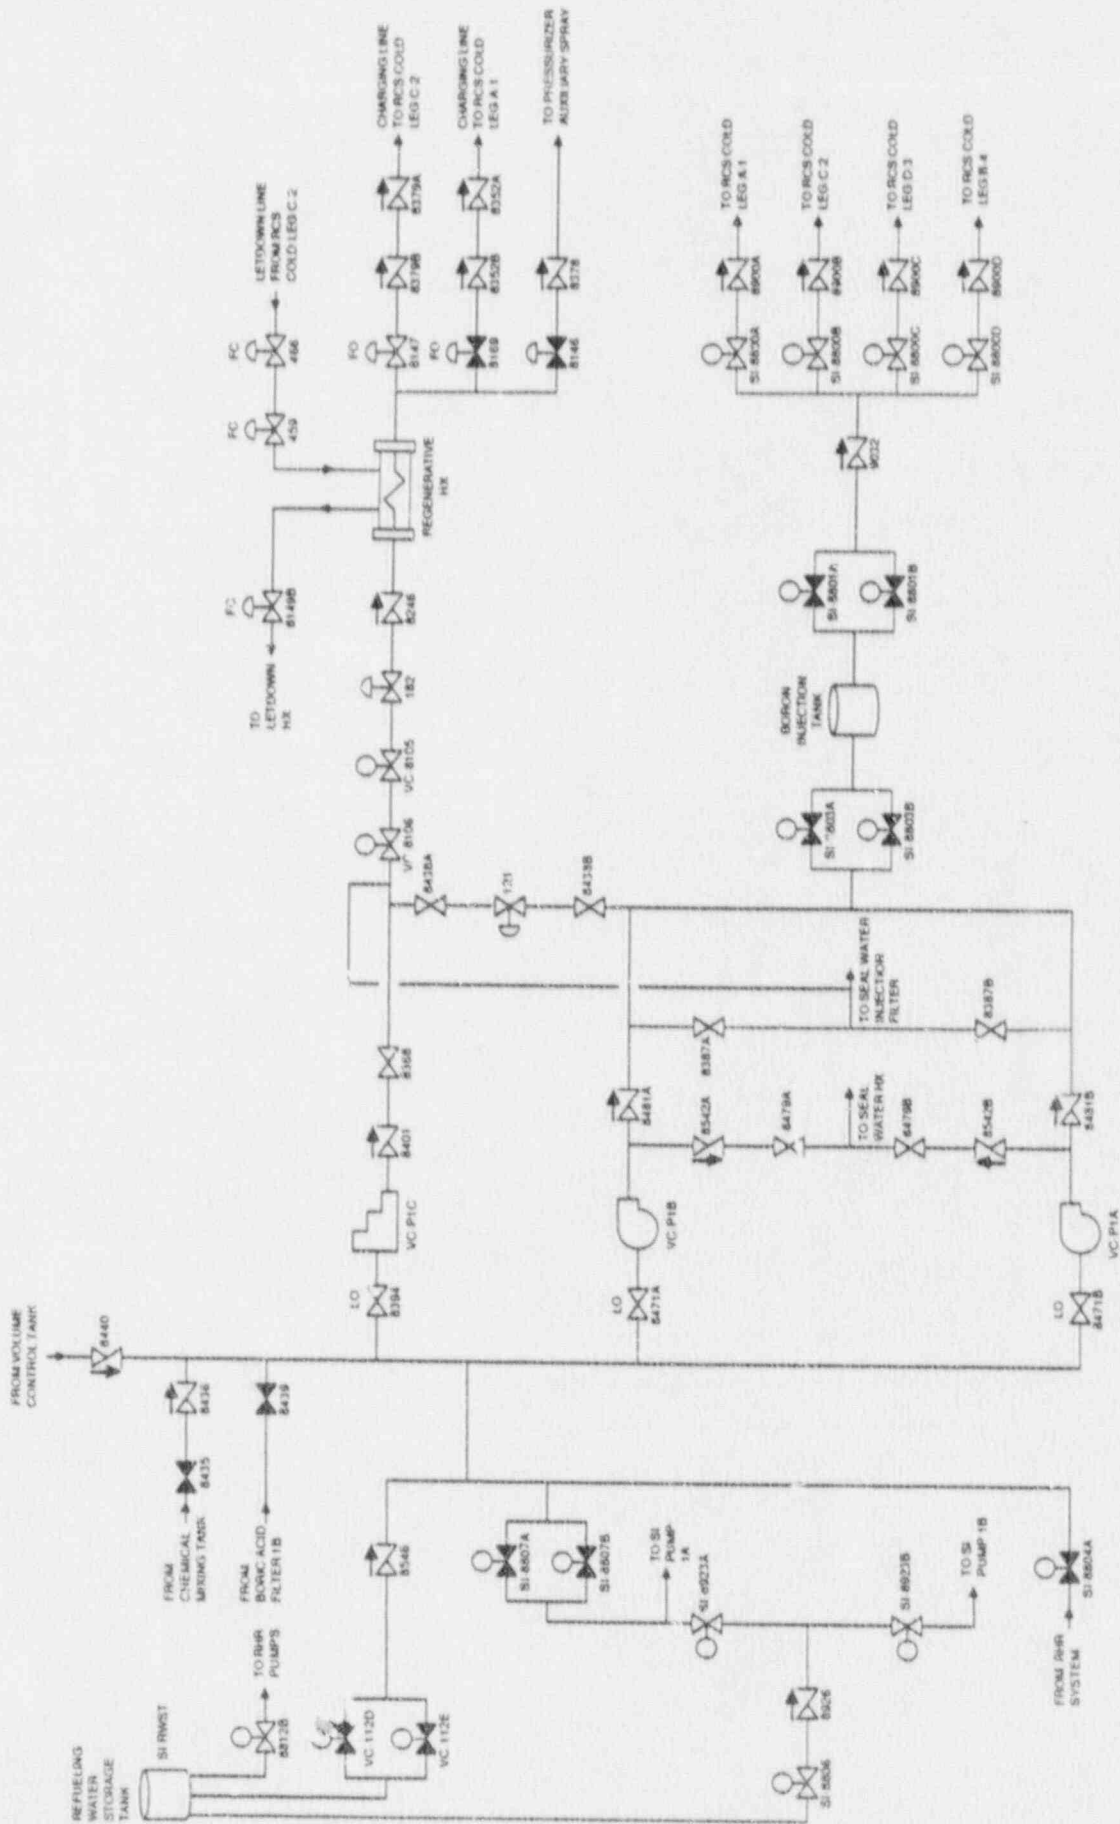 CHARGING LINE
TO RCS COLD
LEG C-2
CHARGING LINE
TO RCS COLD
LEG A-1
TO PRESSURIZER
AUXILIARY SPRAY
8379A
8352A
8379B
8352B
8378
FO
8147
FO
8169
8146
LETDOWN LINE
FROM RCS
COLD LEG C-2
FC
466
FC
459
FC
8149B
TO
LETDOWN
HX
REGENERATIVE
HX
8248
182
VC 8105
8106
TO RCS COLD
LEG A-1
TO RCS COLD
LEG C-2
TO RCS COLD
LEG D-3
TO RCS COLD
LEG B-4
8900A
8900B
8900C
8900D
SI 8800A
SI 8800B
SI 8800C
SI 8800D
9032
SI 8801A
SI 8801B
BORON
INJECTION
TANK
SI
SI 8803B
8438A
121
8438B
8368
8401
VC P1C
LO
8394
TO SEAL WATER
INJECTION
FILTER
8387A
8387B
8481A
8481B
8542A
8479A
TO SEAL
WATER HX
8479B
8542B
VC P1B
VC P1A
LO
8471A
LO
8471B
FROM VOLUME
CONTROL TANK
8440
8436
8435
8439
FROM
CHEMICAL
MIXING TANK
FROM
BORIC ACID
FILTER 1B
8546
SI 8807A
SI 8807B
TO SI
PUMP
1A
SI 8923A
SI 8923B
TO SI
PUMP 1B
SI 8804A
FROM RHR
SYSTEM
TO RHR
PUMPS
8812B
SI RWST
REFUELING
WATER
STORAGE
TANK
VC 112D
VC 112E
8926
SI 8806